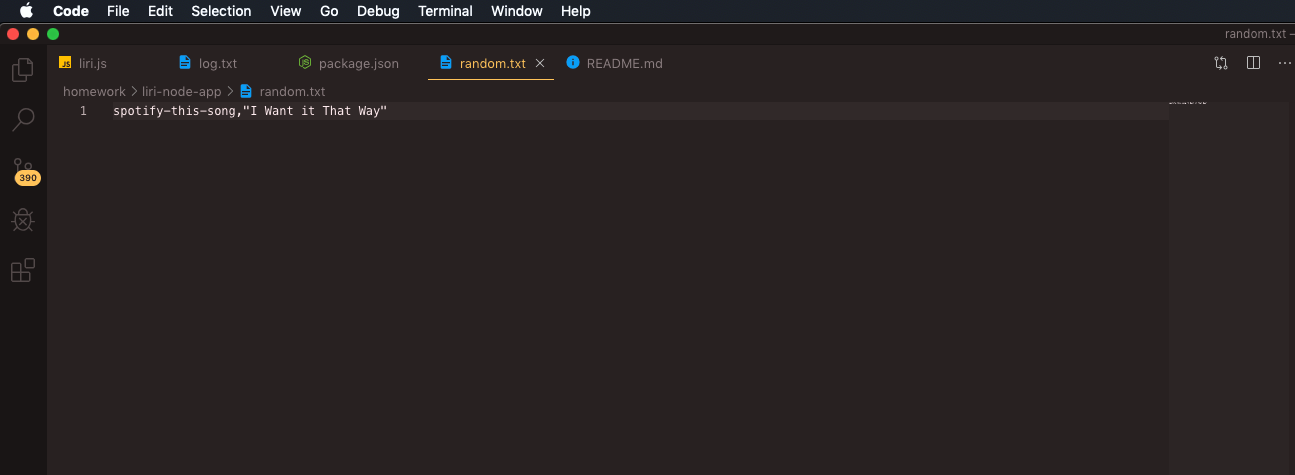 Code File Edit Selection View Go Debug Terminal Window Help
random.txt —
liri.js log.txt package.json random.txt README.md
homework > liri-node-app > random.txt
1 spotify-this-song,"I Want it That Way"
390